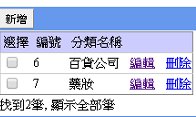 新增
選擇 編號 分類名稱
6 百貨公司 編輯 刪除
7 藥妝 編輯 刪除
找到2筆, 顯示全部筆